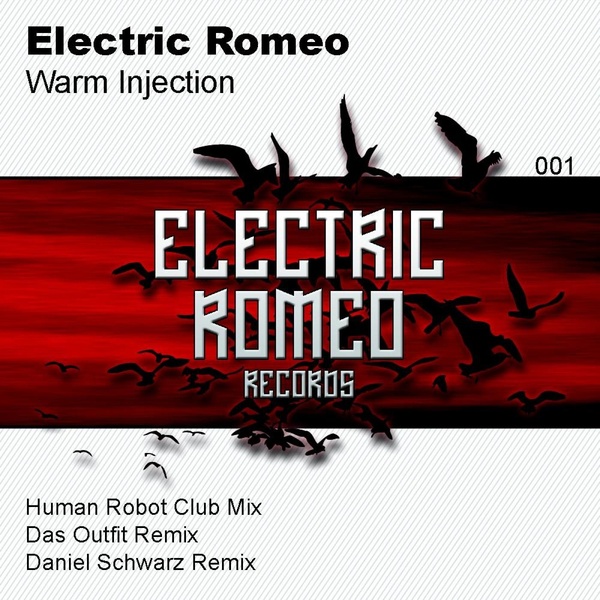 Electric Romeo
Warm Injection
001
ELECTRIC
ROMEO
RECORDS
Human Robot Club Mix
Das Outfit Remix
Daniel Schwarz Remix